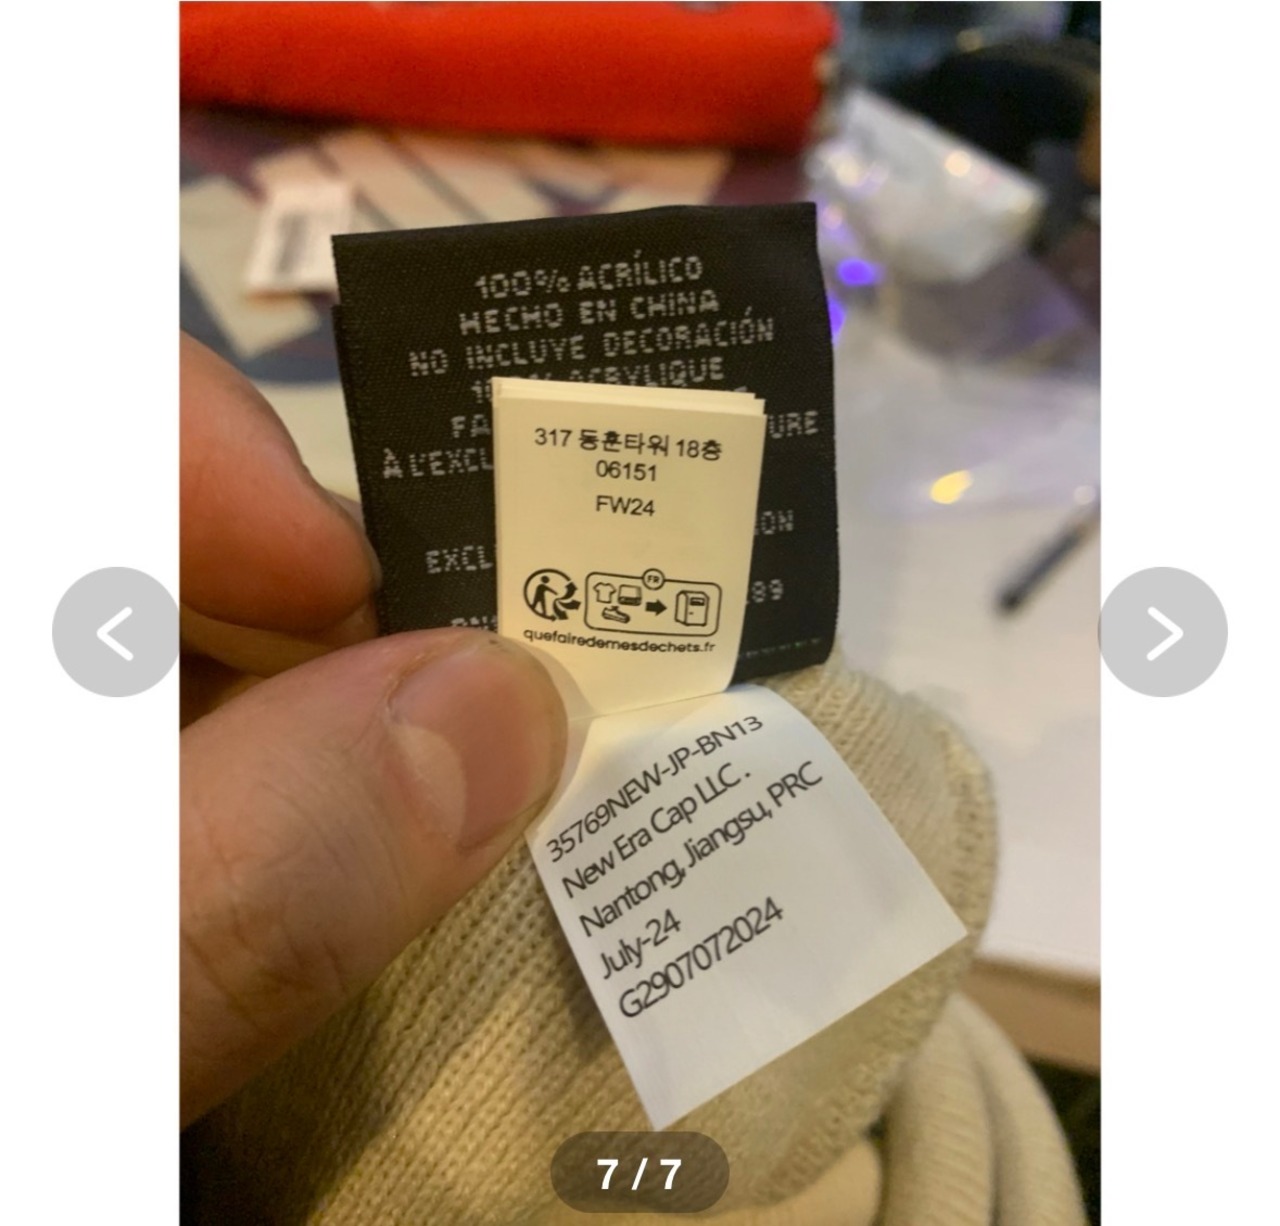 100% ACRÍLICO
HECHO EN CHINA
NO INCLUYE DECORACIÓN
317 동훈타워 18층
06151
FW24
FR
quefairedemesdechets.fr
35769NEW-JP-BN13
New Era Cap LLC .
Nantong, Jiangsu, PRC
July-24
G2907072024
7 / 7